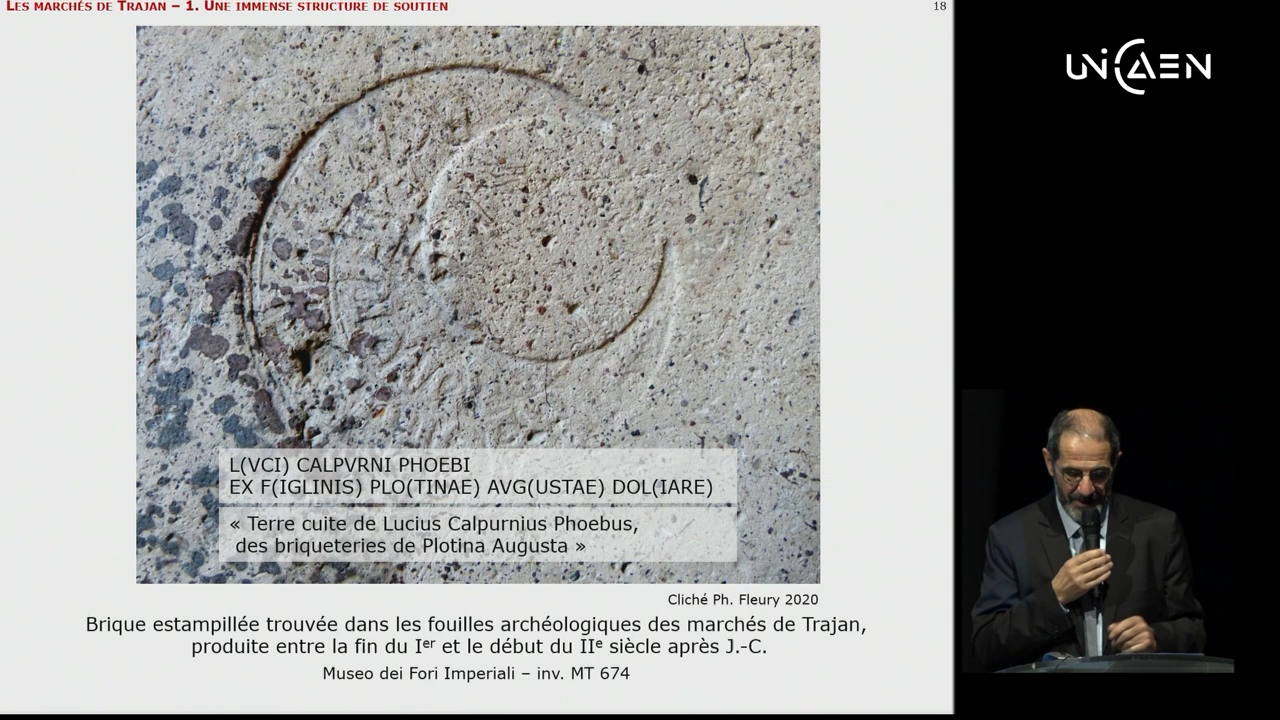 LES MARCHÉS DE TRAJAN – 1. UNE IMMENSE STRUCTURE DE SOUTIEN
18
UNICAEN
L(VCI) CALPVRNI PHOEBI
EX F(IGLINIS) PLO(TINAE) AVG(USTAE) DOL(IARE)
« Terre cuite de Lucius Calpurnius Phoebus,
des briqueteries de Plotina Augusta »
Cliché Ph. Fleury 2020
Brique estampillée trouvée dans les fouilles archéologiques des marchés de Trajan,
produite entre la fin du Ier et le début du IIe siècle après J.-C.
Museo dei Fori Imperiali – inv. MT 674